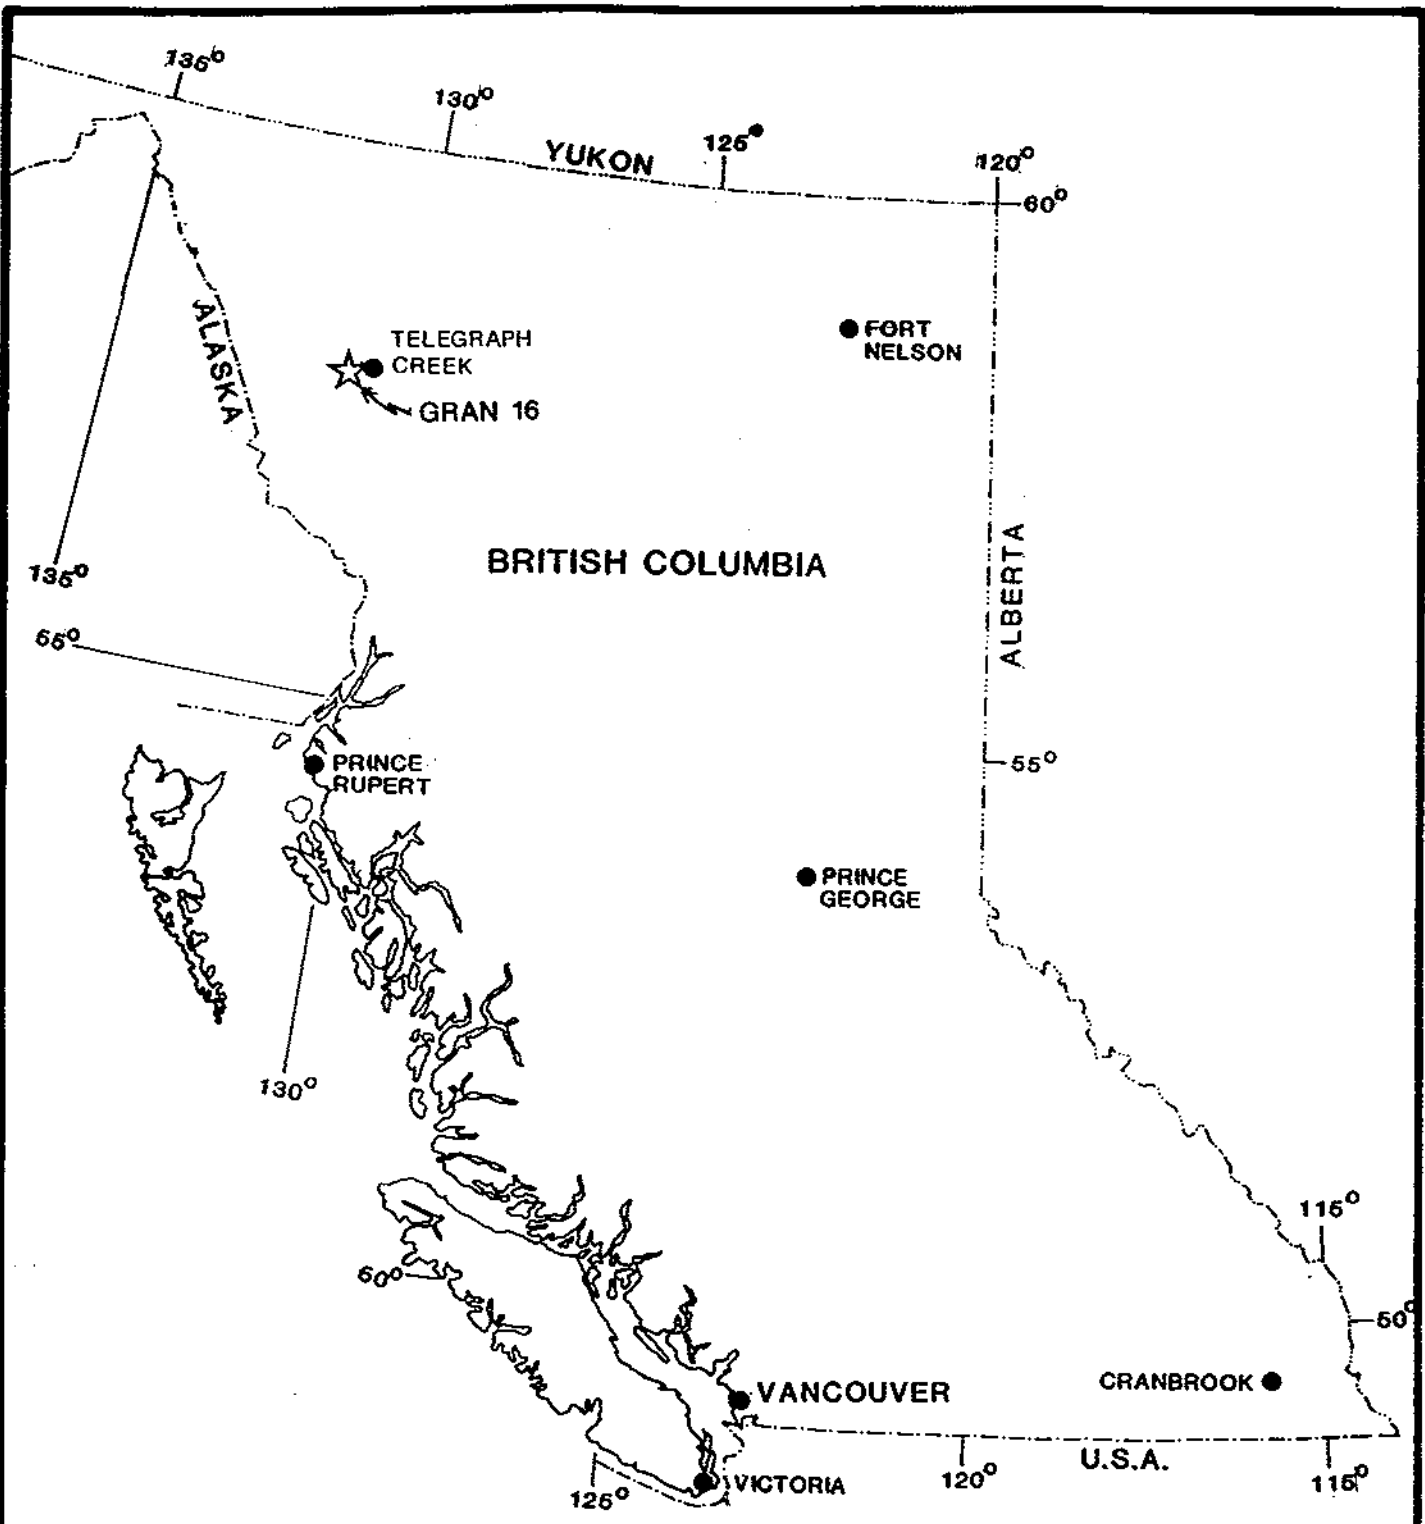 135°
130°
125°
120°
YUKON
60°
ALASKA
TELEGRAPH
CREEK
GRAN 16
FORT
NELSON
BRITISH COLUMBIA
ALBERTA
135°
55°
PRINCE
RUPERT
55°
PRINCE
GEORGE
130°
115°
50°
50°
CRANBROOK
VANCOUVER
U.S.A.
VICTORIA
125°
120°
115°